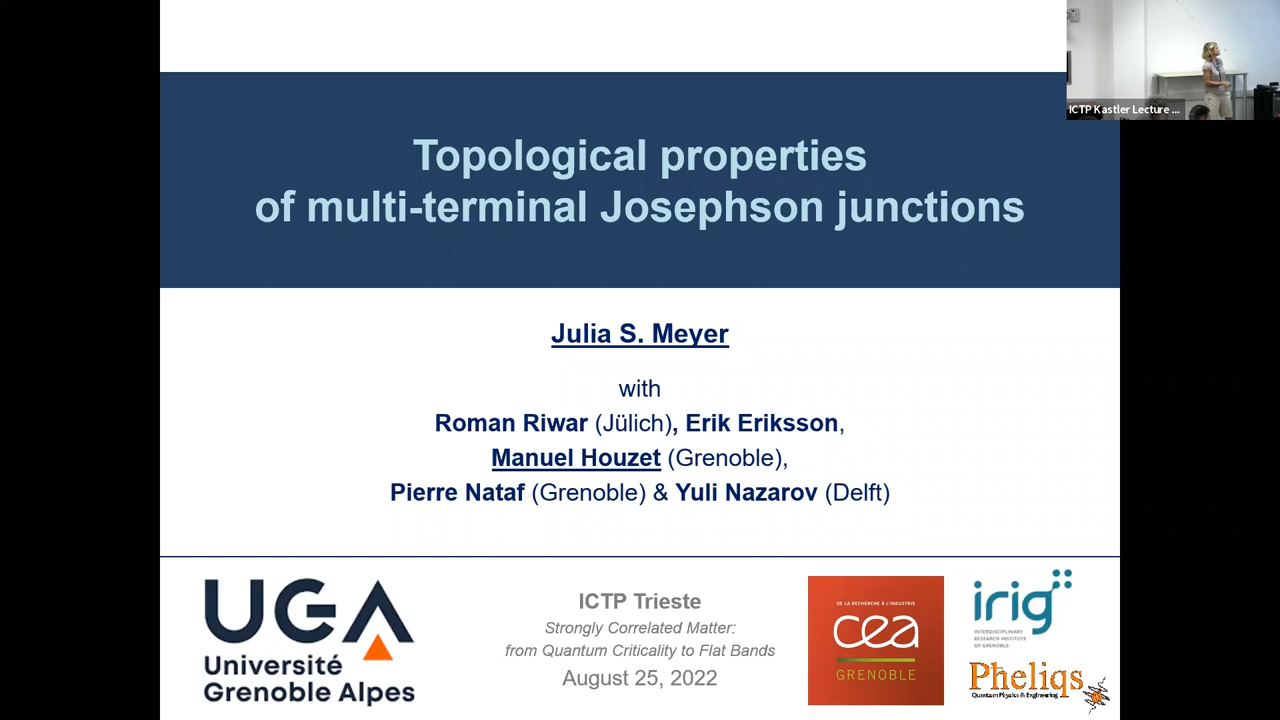 ICTP Kastler Lecture ...
Topological properties
of multi-terminal Josephson junctions
Julia S. Meyer
with
Roman Riwar (Jülich), Erik Eriksson,
Manuel Houzet (Grenoble),
Pierre Nataf (Grenoble) & Yuli Nazarov (Delft)
UGA
Université
Grenoble Alpes
ICTP Trieste
Strongly Correlated Matter:
from Quantum Criticality to Flat Bands
August 25, 2022
DE LA RECHERCHE À L'INDUSTRIE
cea
GRENOBLE
irig
INTERDISCIPLINARY
RESEARCH INSTITUTE
OF GRENOBLE
Pheliqs
Quantum Physics & Engineering